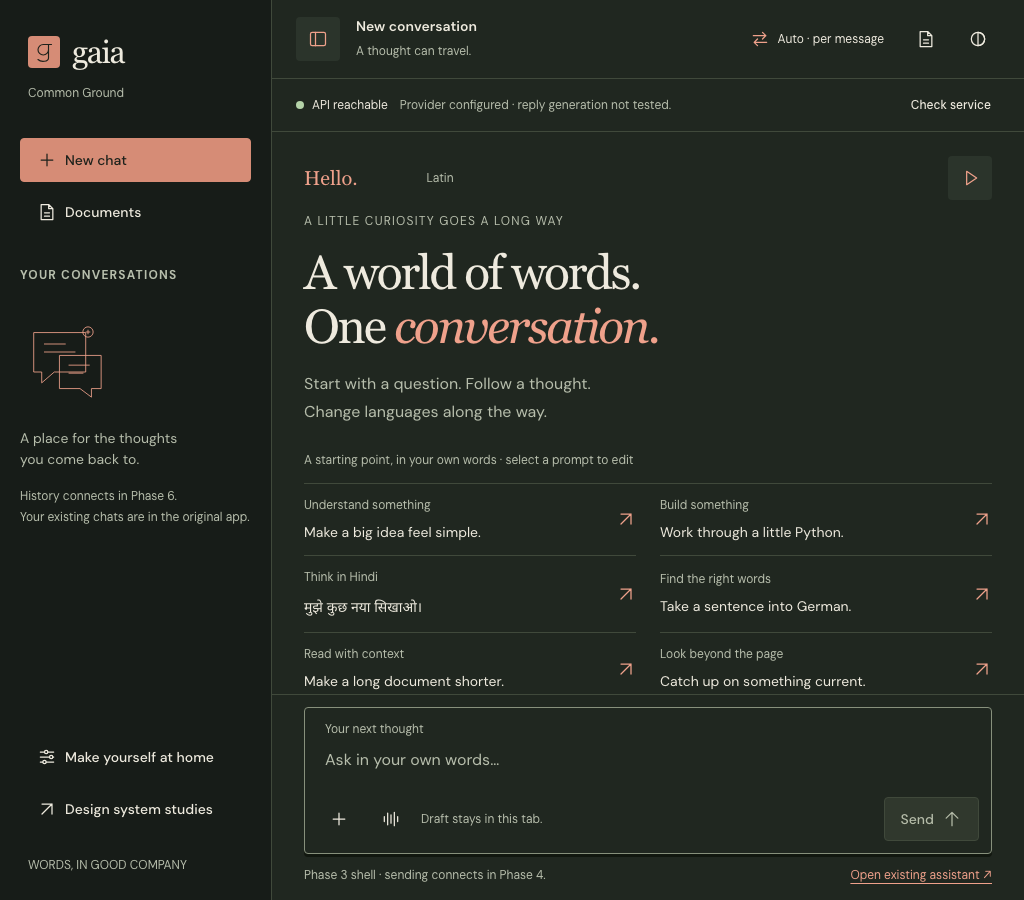 g gaia
Common Ground
New chat
Documents
YOUR CONVERSATIONS
A place for the thoughts
you come back to.
History connects in Phase 6.
Your existing chats are in the original app.
Make yourself at home
Design system studies
WORDS, IN GOOD COMPANY
New conversation
A thought can travel.
Auto · per message
API reachable Provider configured · reply generation not tested.
Check service
Hello. Latin
A LITTLE CURIOSITY GOES A LONG WAY
A world of words.
One conversation.
Start with a question. Follow a thought.
Change languages along the way.
A starting point, in your own words · select a prompt to edit
Understand something
Make a big idea feel simple.
Build something
Work through a little Python.
Think in Hindi
मुझे कुछ नया सिखाओ।
Find the right words
Take a sentence into German.
Read with context
Make a long document shorter.
Look beyond the page
Catch up on something current.
Your next thought
Ask in your own words...
Draft stays in this tab.
Send
Phase 3 shell · sending connects in Phase 4.
Open existing assistant ↗